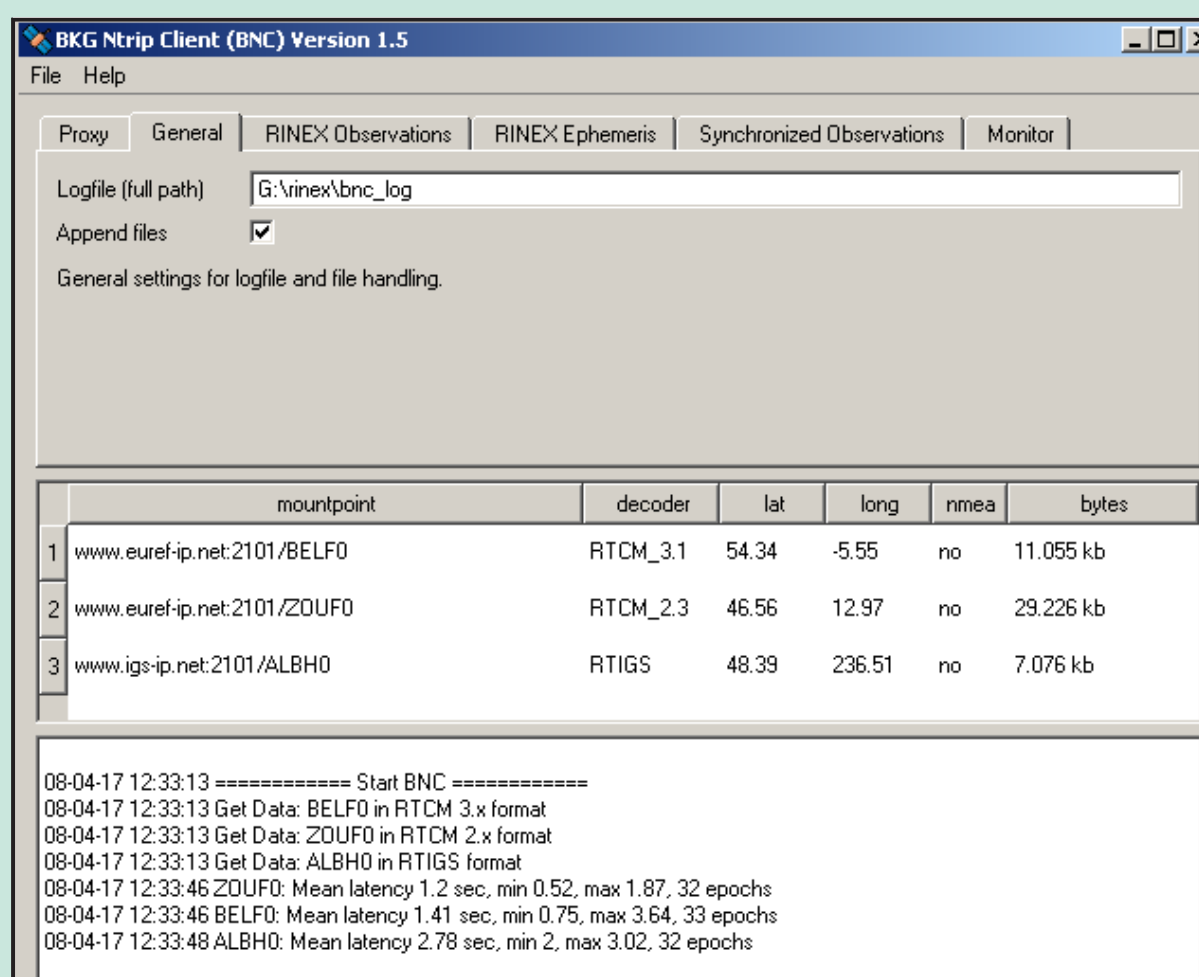 BKG Ntrip Client (BNC) Version 1.5
File Help
Proxy General RINEX Observations RINEX Ephemeris Synchronized Observations Monitor
Logfile (full path) G:\rinex\bnc_log
Append files
General settings for logfile and file handling.
mountpoint decoder lat long nmea bytes
1 www.euref-ip.net:2101/BELF0 RTCM_3.1 54.34 -5.55 no 11.055 kb
2 www.euref-ip.net:2101/ZOUF0 RTCM_2.3 46.56 12.97 no 29.226 kb
3 www.igs-ip.net:2101/ALBH0 RTIGS 48.39 236.51 no 7.076 kb
08-04-17 12:33:13 ============ Start BNC ============
08-04-17 12:33:13 Get Data: BELF0 in RTCM 3.x format
08-04-17 12:33:13 Get Data: ZOUF0 in RTCM 2.x format
08-04-17 12:33:13 Get Data: ALBH0 in RTIGS format
08-04-17 12:33:46 ZOUF0: Mean latency 1.2 sec, min 0.52, max 1.87, 32 epochs
08-04-17 12:33:46 BELF0: Mean latency 1.41 sec, min 0.75, max 3.64, 33 epochs
08-04-17 12:33:48 ALBH0: Mean latency 2.78 sec, min 2, max 3.02, 32 epochs